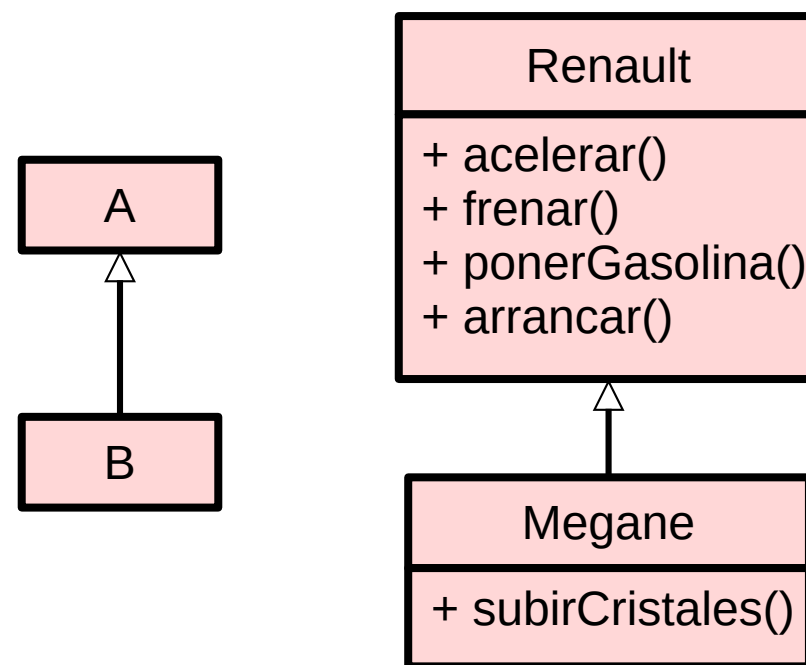 A
B
Renault
+ acelerar()
+ frenar()
+ ponerGasolina()
+ arrancar()
Megane
+ subirCristales()